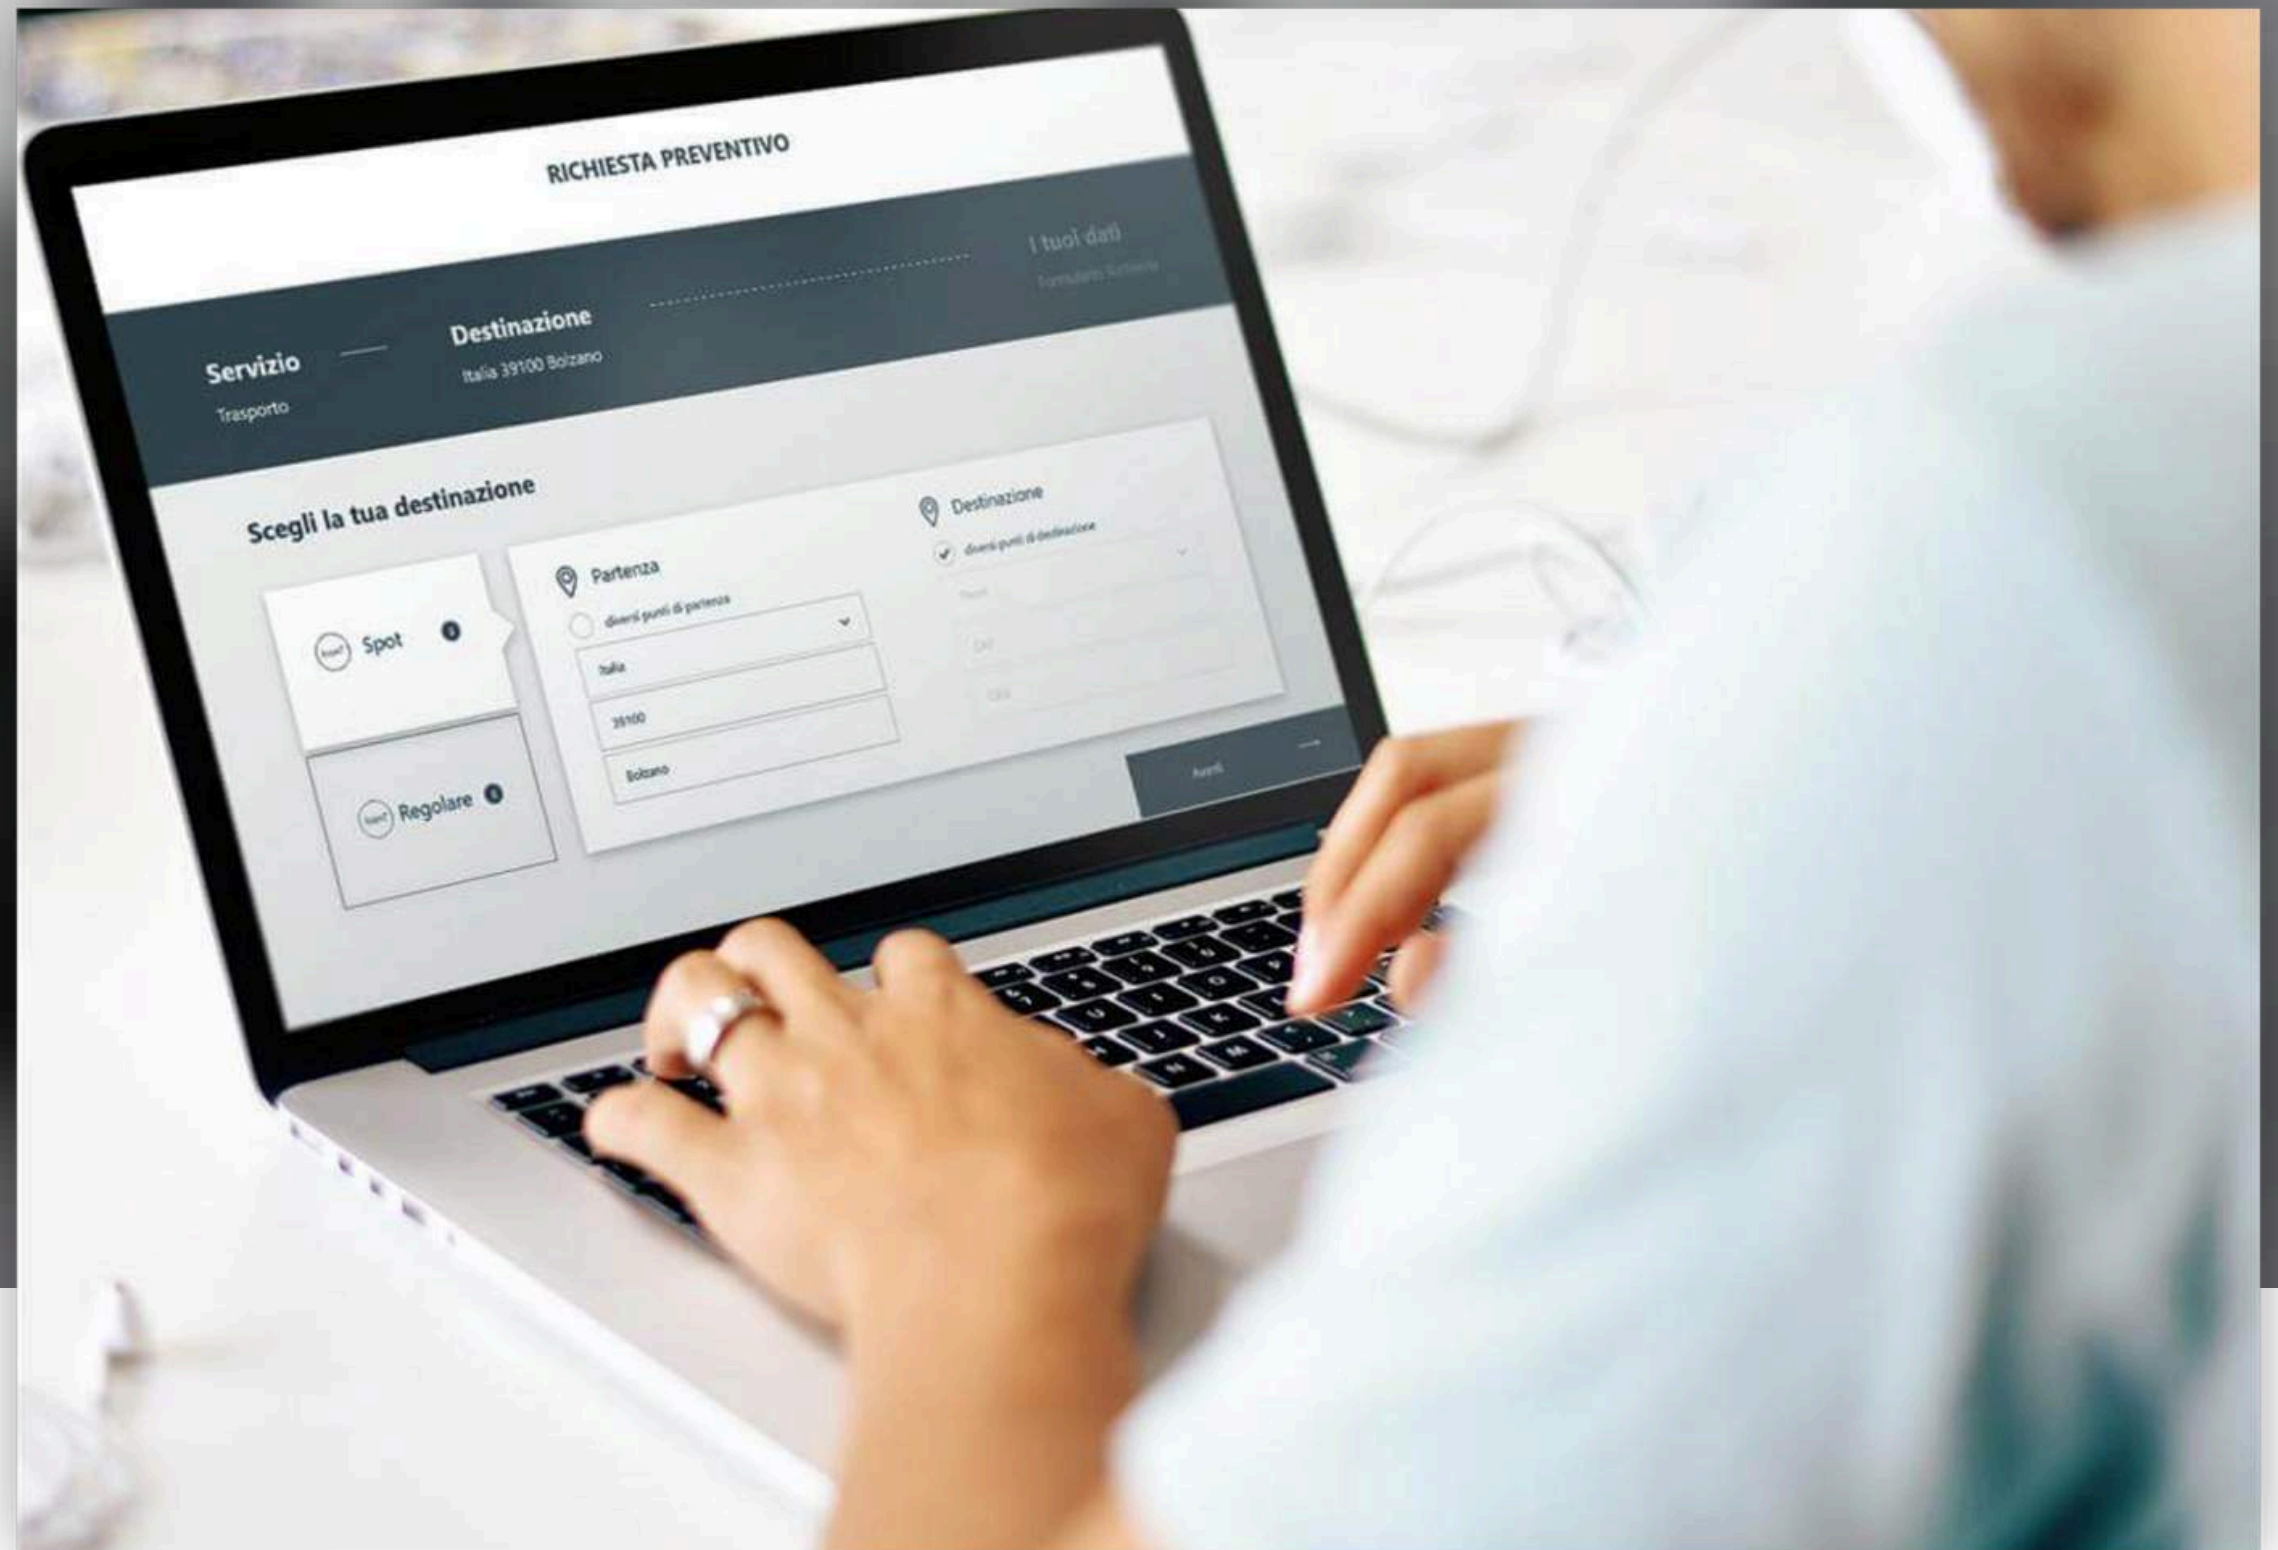 RICHIESTA PREVENTIVO
Servizio
Trasporto
Destinazione
Italia 39100 Bolzano
I tuoi dati
Scegli la tua destinazione
Spot
Regolare
Partenza
diversi punti di partenza
Italia
39100
Bolzano
Destinazione
diversi punti di destinazione
Avanti